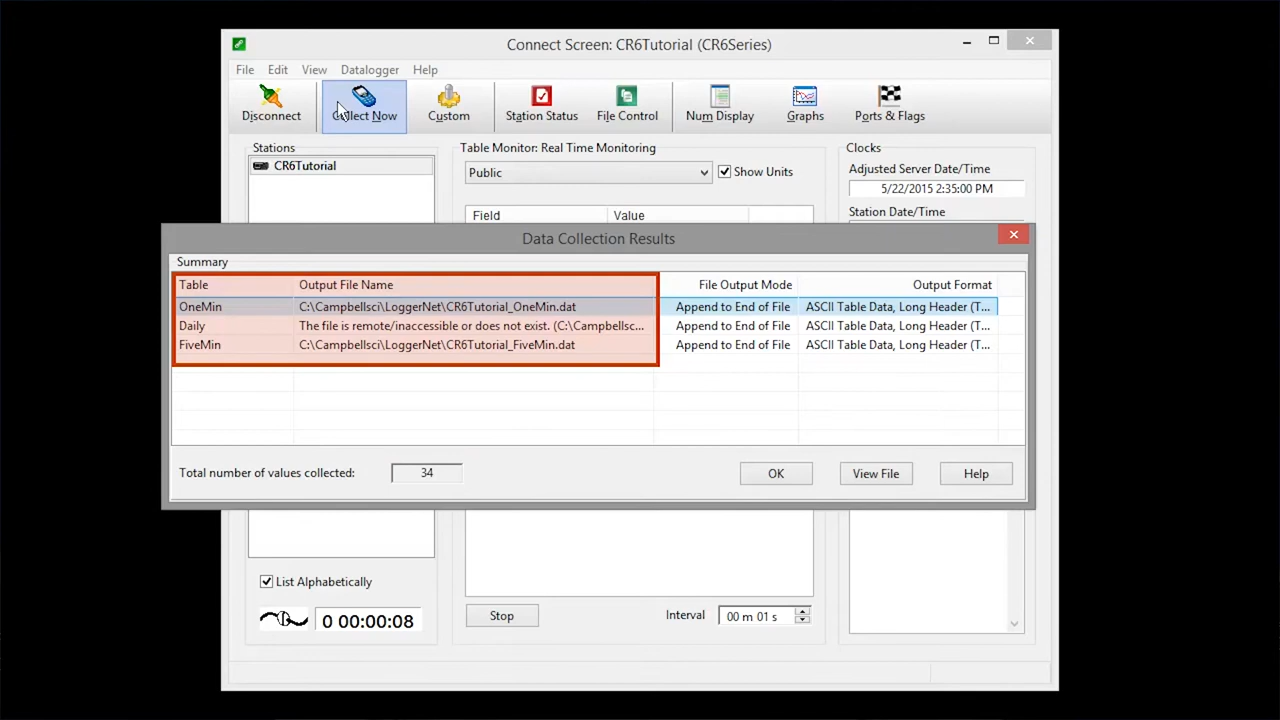 Connect Screen: CR6Tutorial (CR6Series)
File Edit View Datalogger Help
Disconnect Collect Now Custom Station Status File Control Num Display Graphs Ports & Flags
Stations Table Monitor: Real Time Monitoring Clocks
CR6Tutorial Public Show Units Adjusted Server Date/Time
5/22/2015 2:35:00 PM
Field Value Station Date/Time
Data Collection Results
Summary
Table Output File Name File Output Mode Output Format
OneMin C:\Campbellsci\LoggerNet\CR6Tutorial_OneMin.dat Append to End of File ASCII Table Data, Long Header (T...
Daily The file is remote/inaccessible or does not exist. (C:\Campbellsc... Append to End of File ASCII Table Data, Long Header (T...
FiveMin C:\Campbellsci\LoggerNet\CR6Tutorial_FiveMin.dat Append to End of File ASCII Table Data, Long Header (T...
Total number of values collected: 34 OK View File Help
List Alphabetically
0 00:00:08 Stop Interval 00 m 01 s